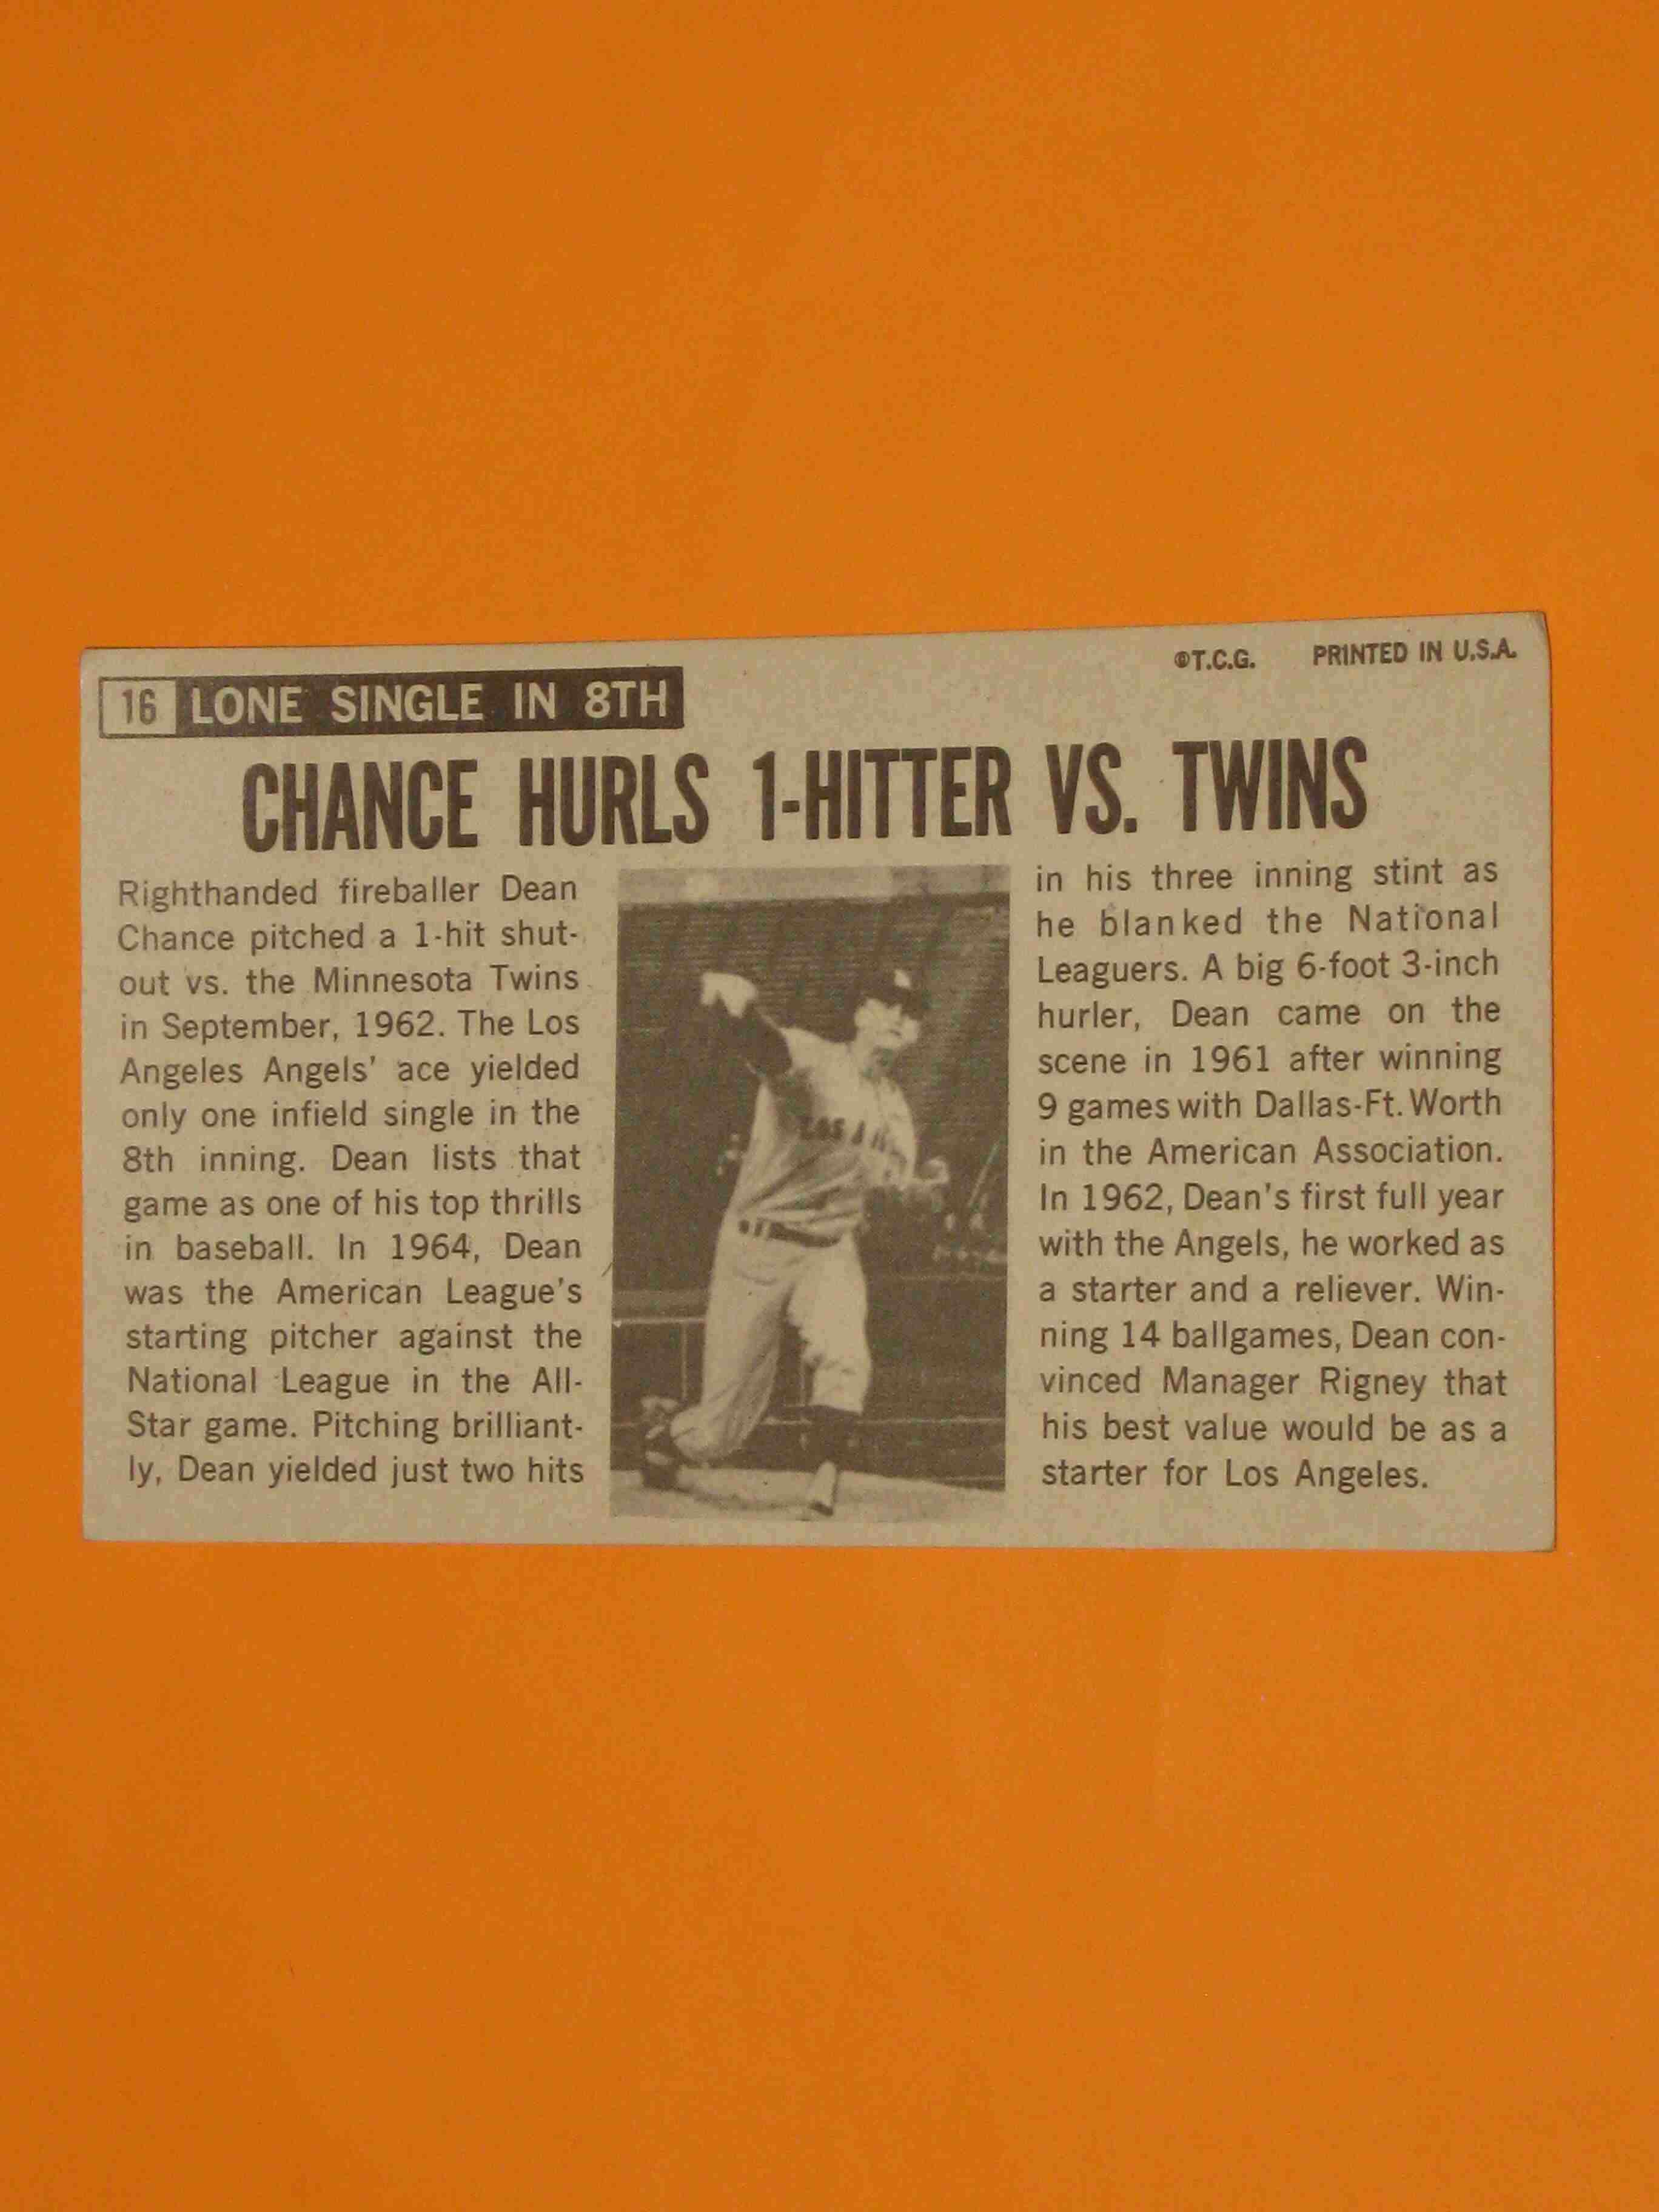 ©T.C.G. PRINTED IN U.S.A.
16 LONE SINGLE IN 8TH
CHANCE HURLS 1-HITTER VS. TWINS
Righthanded fireballer Dean
Chance pitched a 1-hit shut-
out vs. the Minnesota Twins
in September, 1962. The Los
Angeles Angels' ace yielded
only one infield single in the
8th inning. Dean lists that
game as one of his top thrills
in baseball. In 1964, Dean
was the American League's
starting pitcher against the
National League in the All-
Star game. Pitching brilliant-
ly, Dean yielded just two hits
LOS A
in his three inning stint as
he blanked the National
Leaguers. A big 6-foot 3-inch
hurler, Dean came on the
scene in 1961 after winning
9 games with Dallas-Ft. Worth
in the American Association.
In 1962, Dean's first full year
with the Angels, he worked as
a starter and a reliever. Win-
ning 14 ballgames, Dean con-
vinced Manager Rigney that
his best value would be as a
starter for Los Angeles.